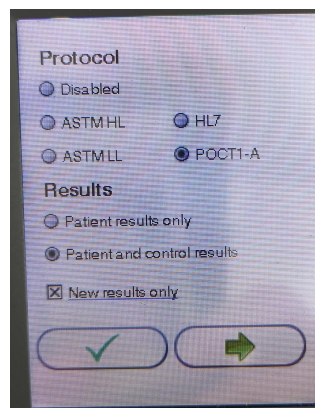 Protocol
Disabled
ASTM HL HL7
ASTM LL POCT1-A
Results
Patient results only
Patient and control results
New results only